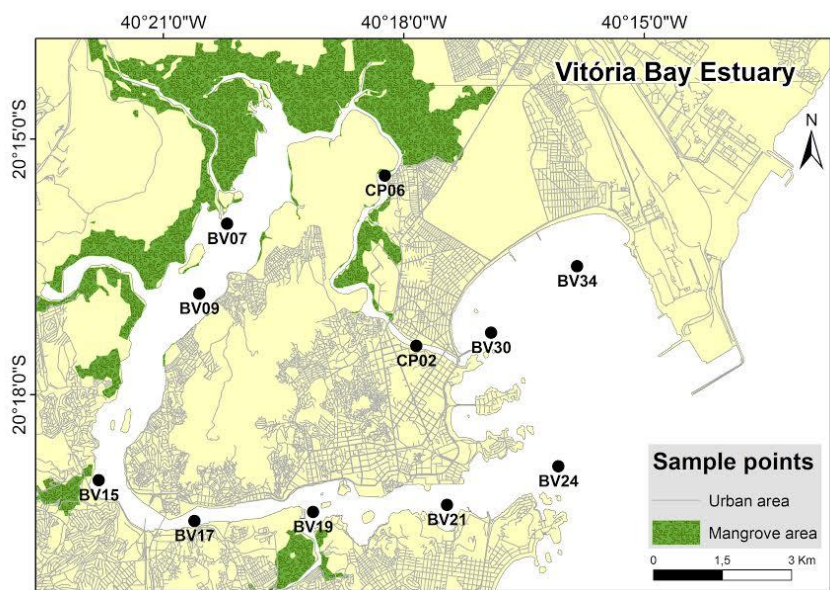 40°21'0"W
40°18'0"W
40°15'0"W
Vitória Bay Estuary
N
20°15'0"S
CP06
BV07
BV34
BV09
BV30
CP02
20°18'0"S
BV24
BV15
BV21
BV19
BV17
Sample points
Urban area
Mangrove area
0 1,5 3 Km